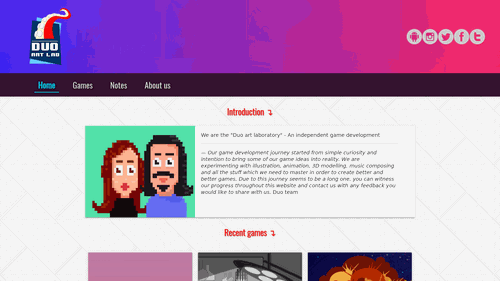 DUO
ART LAB
Home Games Notes About us
Introduction ↴
We are the "Duo art laboratory" - An independent game development
— Our game development journey started from simple curiosity and
intention to bring some of our game ideas into reality. We are
experimenting with illustration, animation, 3D modelling, music composing
and all the stuff which we need to master in order to create better and
better games. Due to this journey seems to be a long one, you can witness
our progress throughout this website and contact us with any feedback you
would like to share with us. Duo team
Recent games ↴